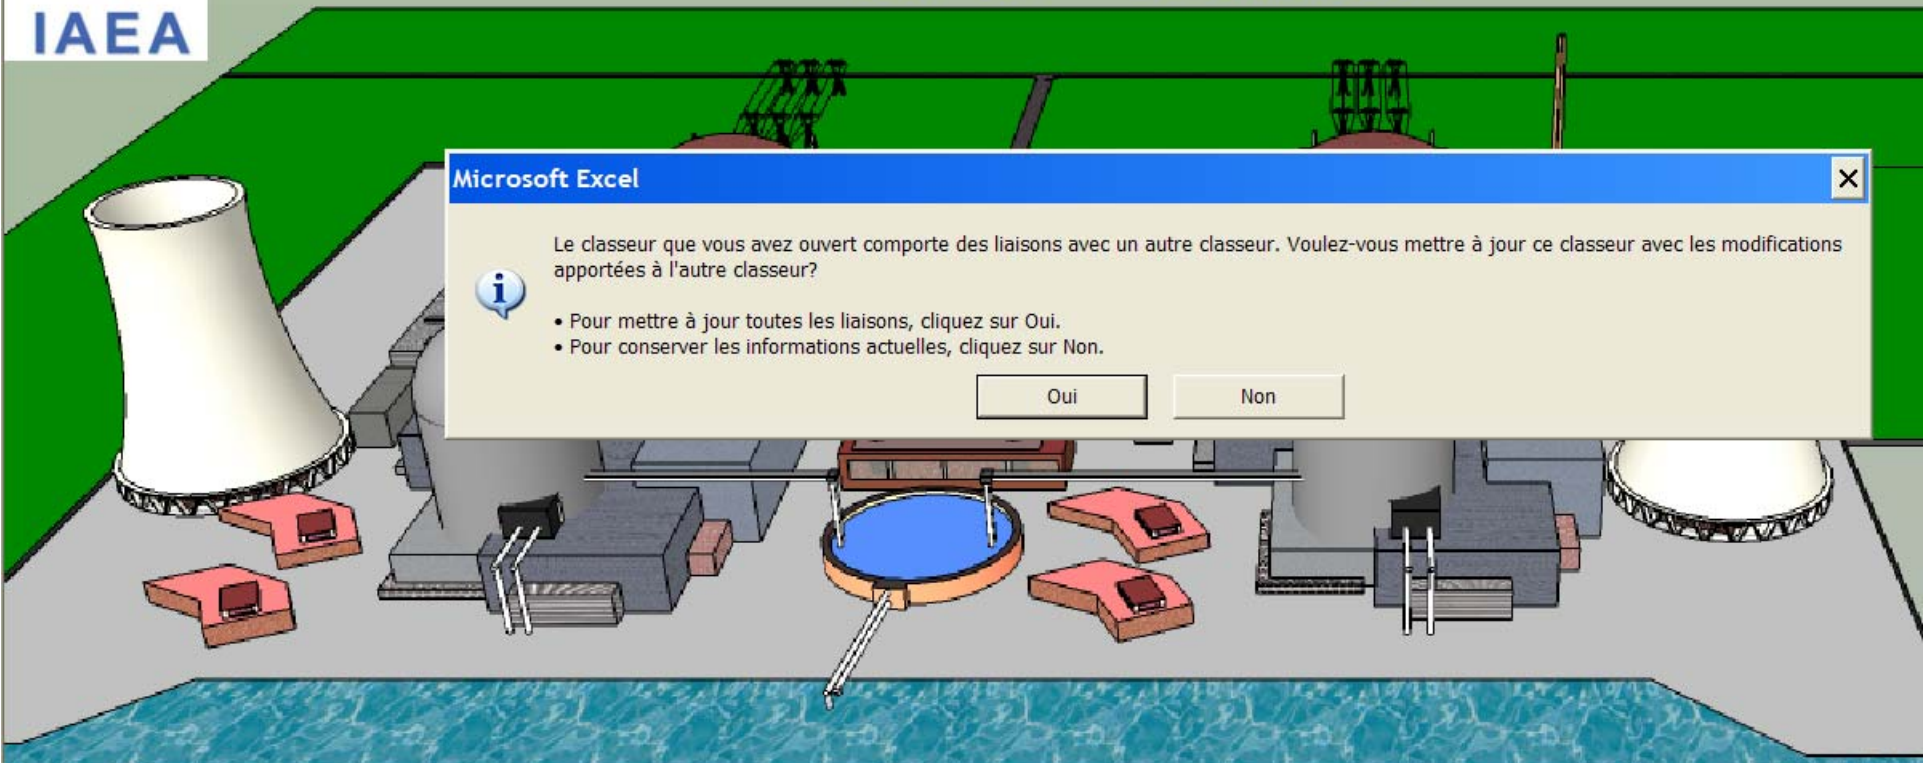 IAEA
Microsoft Excel
Le classeur que vous avez ouvert comporte des liaisons avec un autre classeur. Voulez-vous mettre à jour ce classeur avec les modifications
apportées à l'autre classeur?
• Pour mettre à jour toutes les liaisons, cliquez sur Oui.
• Pour conserver les informations actuelles, cliquez sur Non.
Oui Non